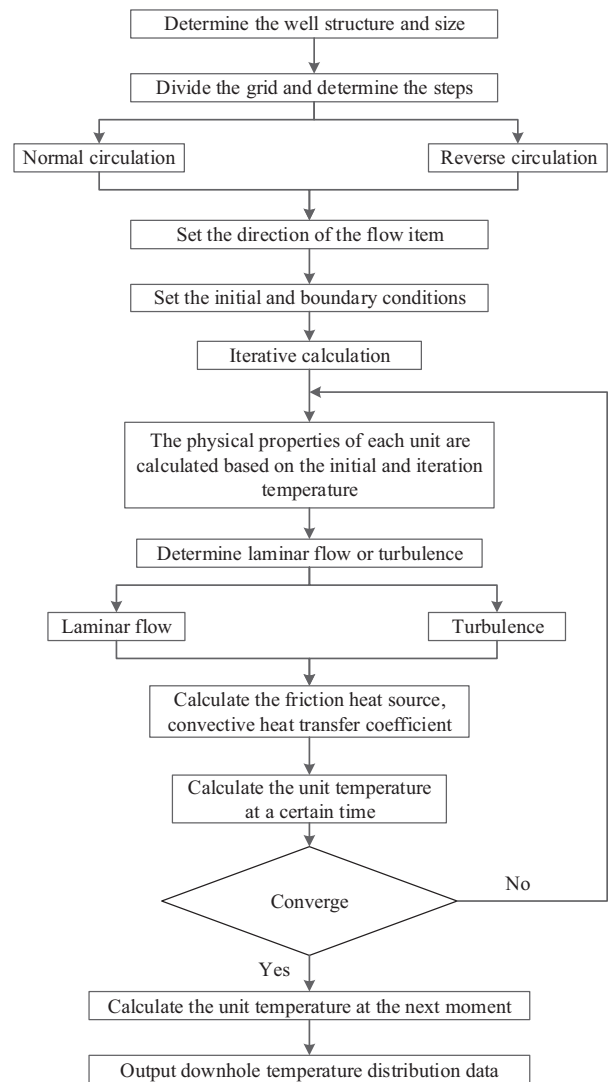 Determine the well structure and size
Divide the grid and determine the steps
Normal circulation
Reverse circulation
Set the direction of the flow item
Set the initial and boundary conditions
Iterative calculation
The physical properties of each unit are
calculated based on the initial and iteration
temperature
Determine laminar flow or turbulence
Laminar flow
Turbulence
Calculate the friction heat source,
convective heat transfer coefficient
Calculate the unit temperature
at a certain time
Converge
No
Yes
Calculate the unit temperature at the next moment
Output downhole temperature distribution data